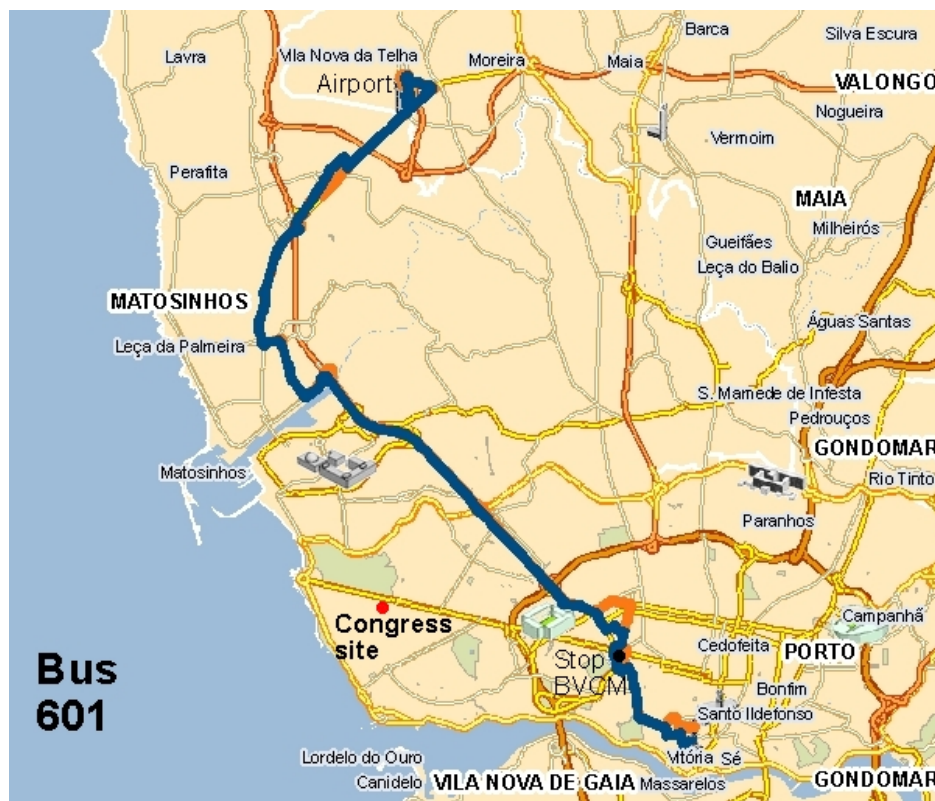 Barca
Silva Escura
Lavra
Vila Nova da Telha
Moreira
Maia
Airport
VALONGO
Nogueira
Vermoim
Perafita
MAIA
Milheirós
Gueifães
Leça do Balio
MATOSINHOS
Águas Santas
Leça da Palmeira
S. Mamede de Infesta
Pedrouços
GONDOMAR
Matosinhos
Rio Tinto
Paranhos
Congress
site
Campanhã
Cedofeita
PORTO
Stop
BVCM
Bus
601
Bonfim
Santo Ildefonso
Lordelo do Ouro
Vitória
Sé
Canidelo
VILA NOVA DE GAIA
Massarelos
GONDOMAR